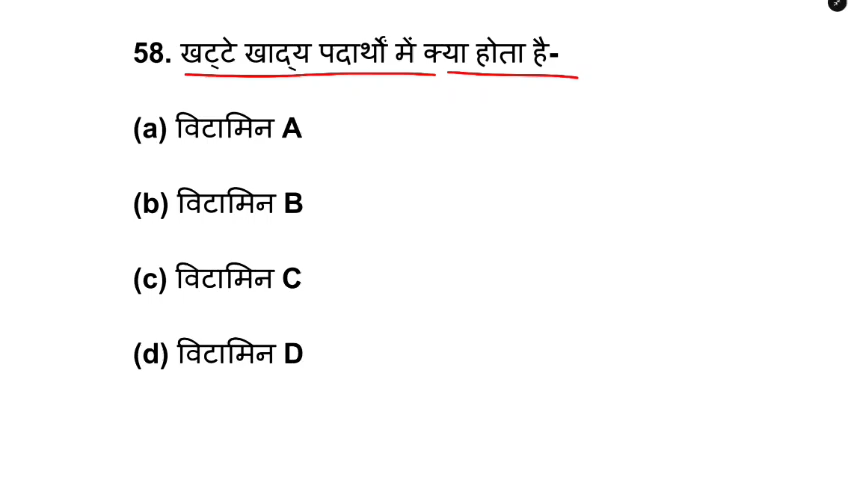 58. खट्टे खाद्य पदार्थों में क्या होता है-
(a) विटामिन A
(b) विटामिन B
(c) विटामिन C
(d) विटामिन D